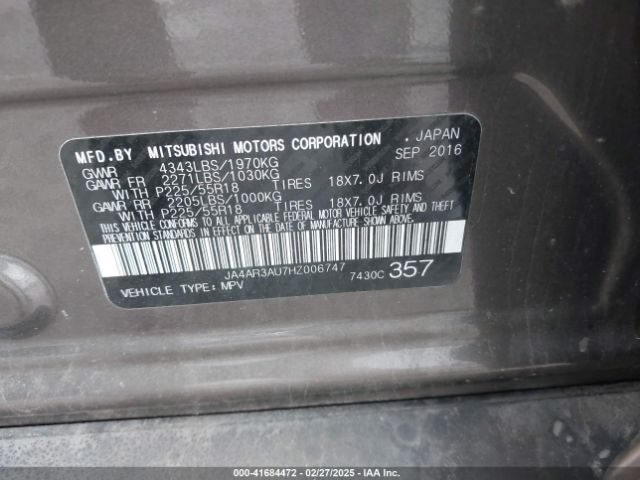 MFD.BY MITSUBISHI MOTORS CORPORATION . JAPAN
GWWR 4343LBS/1970KG SEP 2016
GAWR FR 2271LBS/1030KG
WITH P225/55R18 TIRES 18X7.0J RIMS
GAWR RR 2205LBS/1000KG
WITH P225/55R18 TIRES 18X7.0J RIMS
THIS VEHICLE CONFORMS TO ALL APPLICABLE FEDERAL MOTOR VEHICLE SAFETY AND THEFT
PREVENTION STANDARDS IN EFFECT ON THE DATE OF MANUFACTURE SHOWN ABOVE.
JA4AR3AU7HZ006747 7430C 357
VEHICLE TYPE: MPV
000-41684472 - 02/27/2025 - IAA Inc.